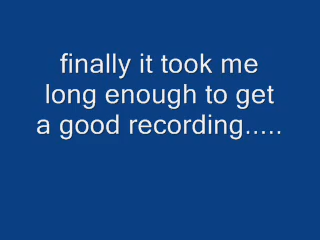 finally it took me
long enough to get
a good recording.....